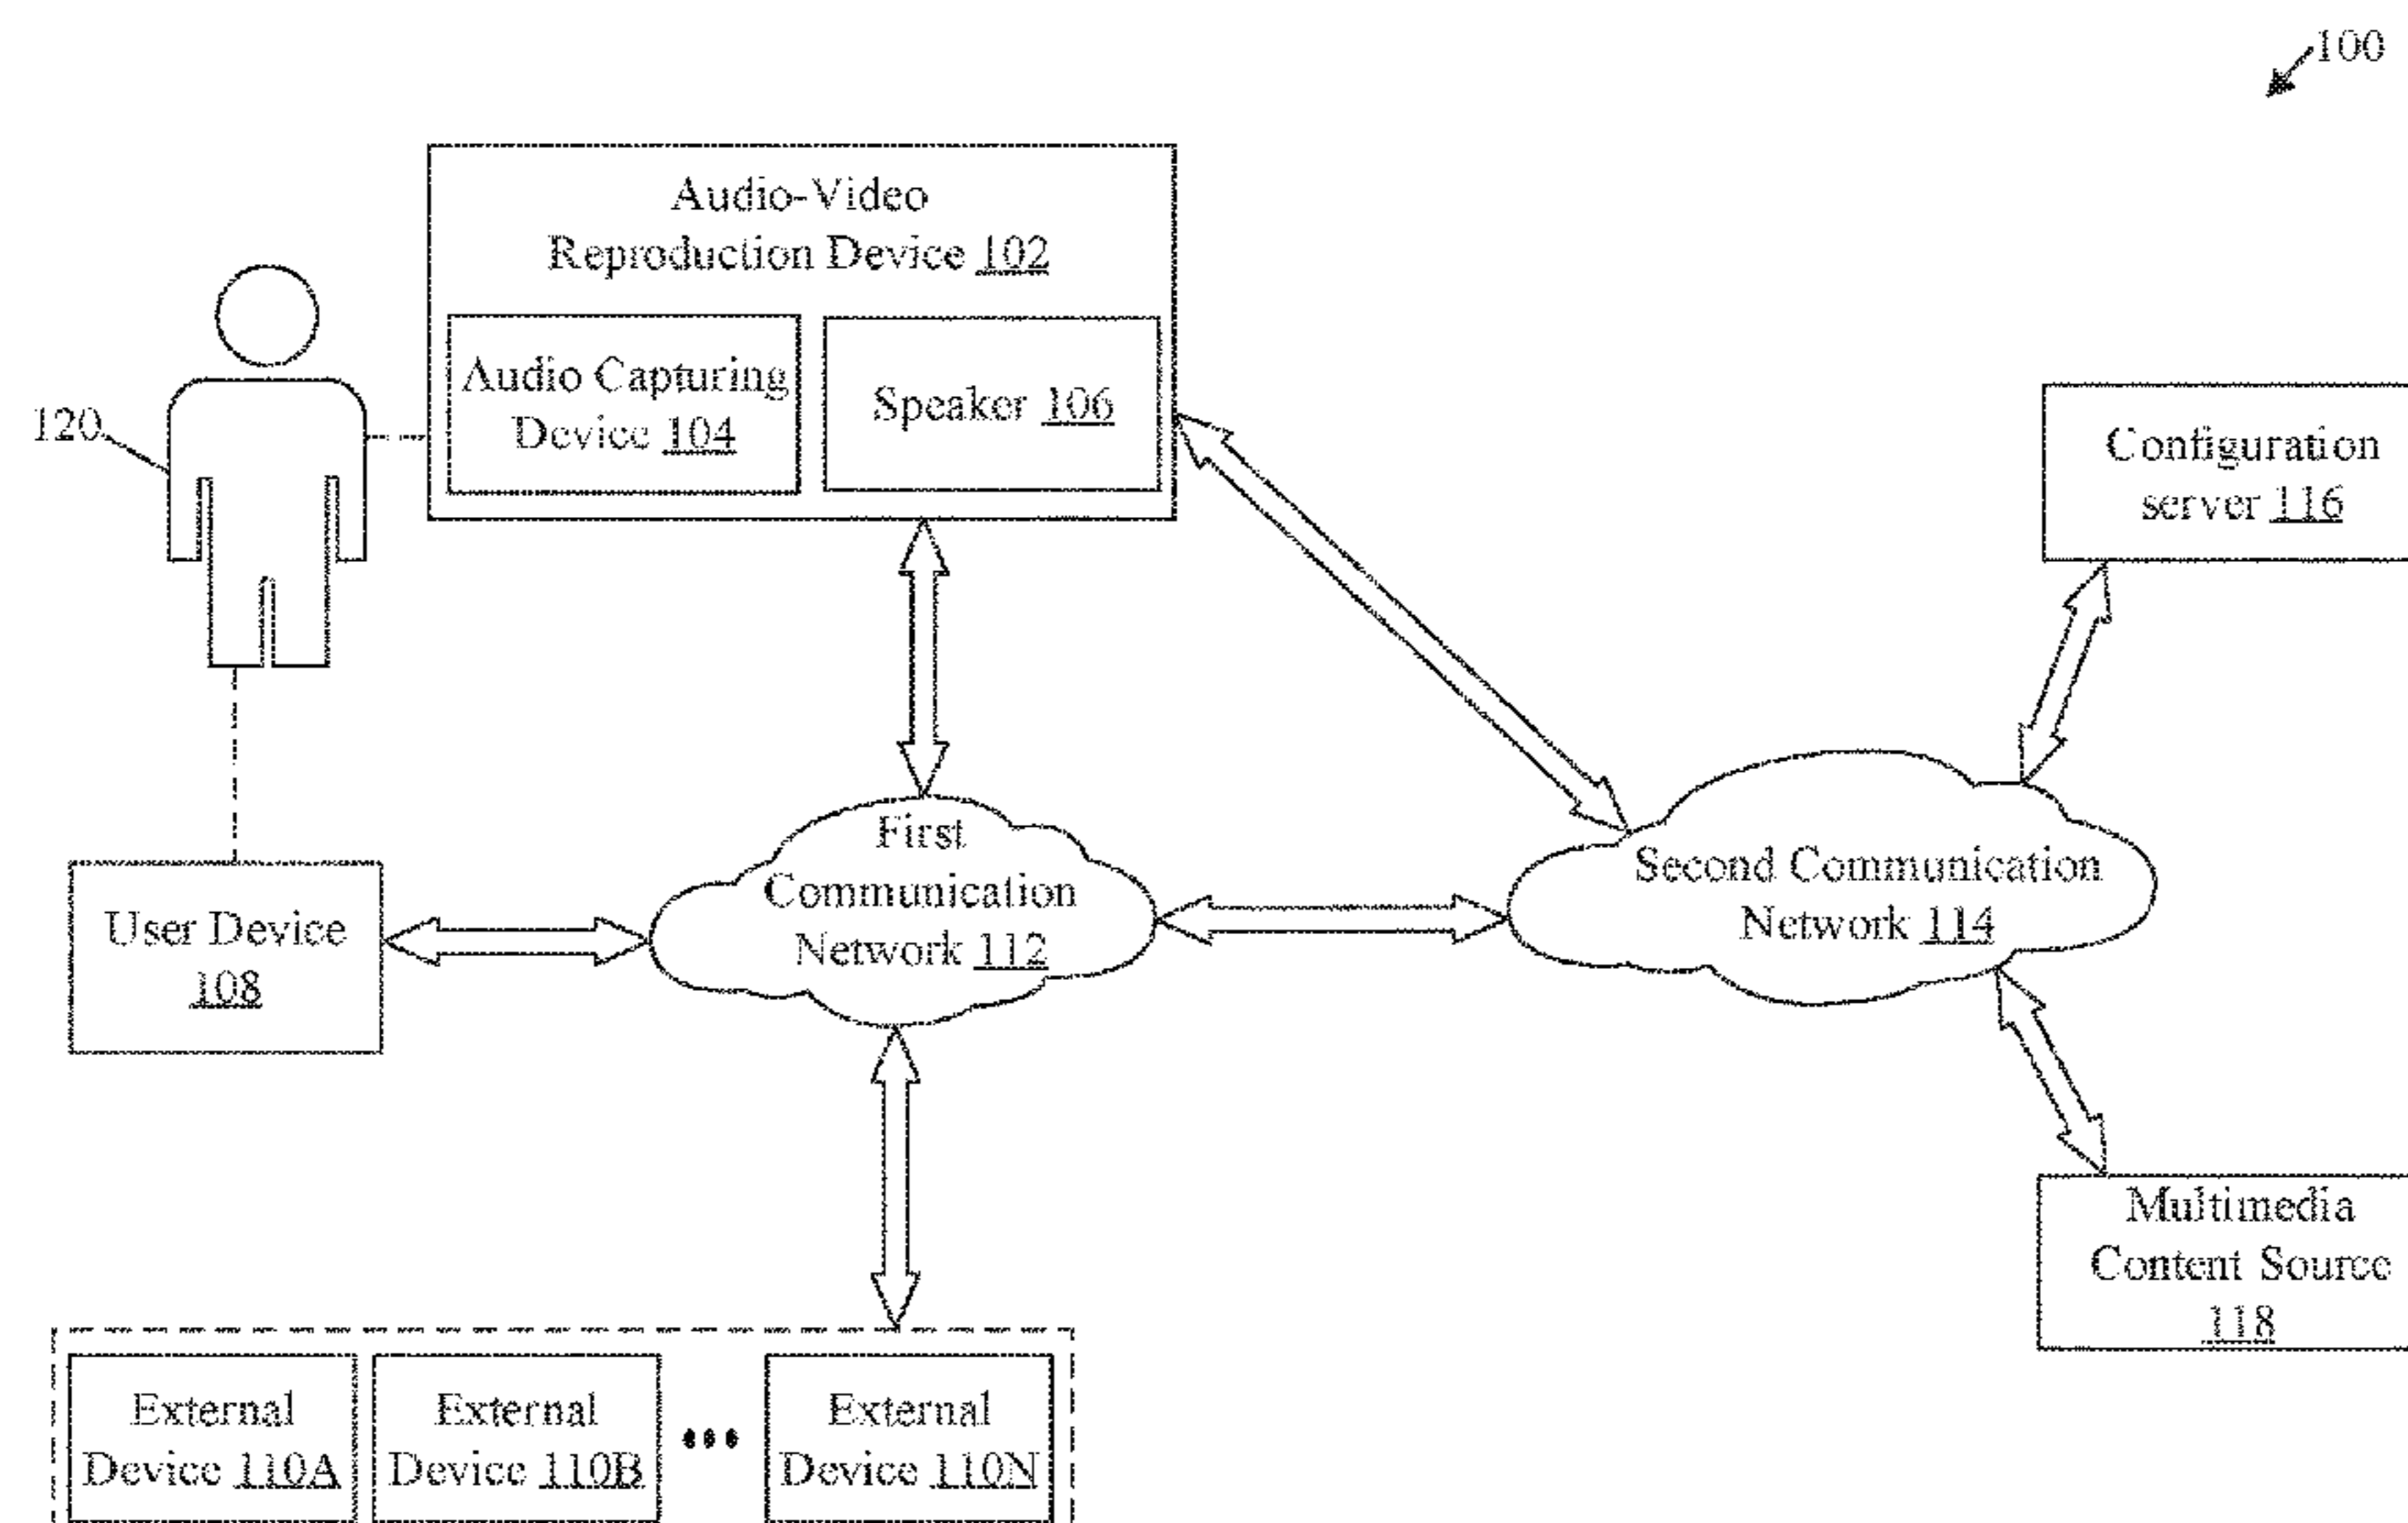 100
Audio-Video
Reproduction Device 102
Audio Capturing
Device 104
Speaker 106
120
Configuration
server 116
First
Communication
Network 112
Second Communication
Network 114
User Device
108
Multimedia
Content Source
118
External
Device 110A
External
Device 110B
•••
External
Device 110N